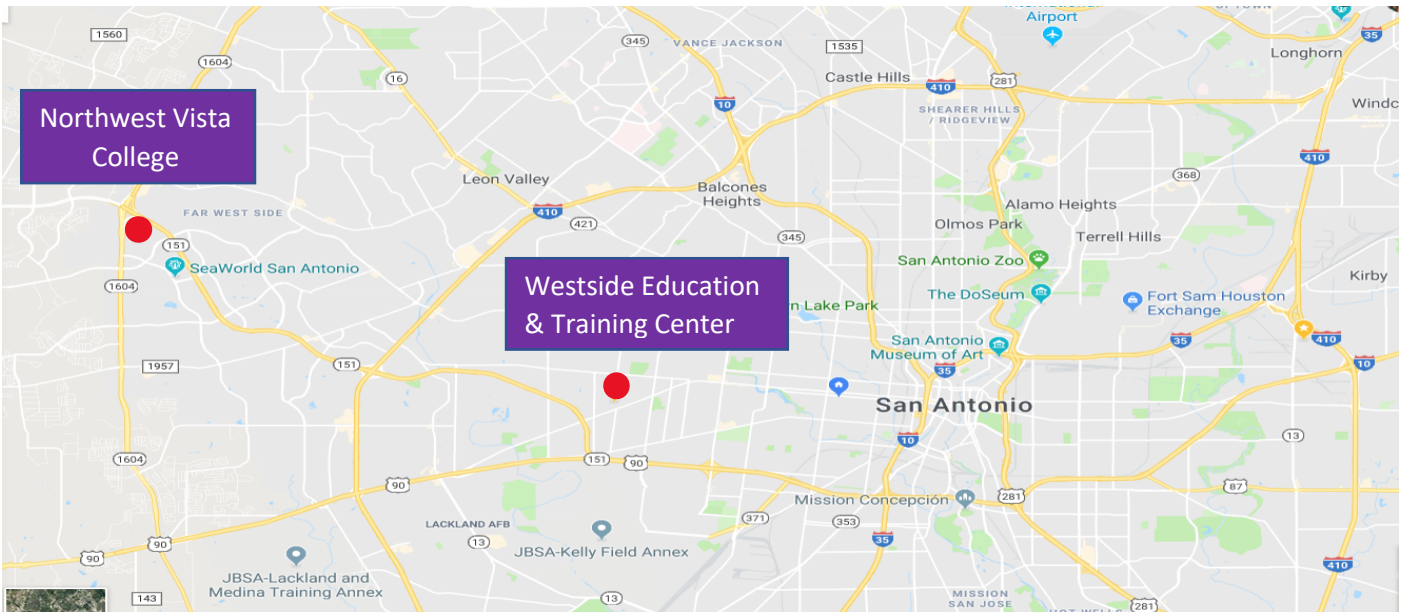 International
Airport
UPTOWN
35
1560
345
VANCE JACKSON
1535
Longhorn
1604
16
Castle Hills
410
281
10
SHEARER HILLS
/ RIDGEVIEW
Windc
Northwest Vista
College
410
Leon Valley
368
Balcones
Heights
410
Alamo Heights
FAR WEST SIDE
421
Olmos Park
345
Terrell Hills
151
San Antonio Zoo
SeaWorld San Antonio
Kirby
1604
Westside Education
& Training Center
The DoSeum
Fort Sam Houston
Exchange
n Lake Park
San Antonio
Museum of Art
35
410
151
1957
35
10
San Antonio
10
13
1604
151
90
90
87
Mission Concepción
281
371
353
LACKLAND AFB
13
35
JBSA-Kelly Field Annex
90
90
410
JBSA-Lackland and
Medina Training Annex
143
13
MISSION
SAN JOSE
HOT WELLS
281